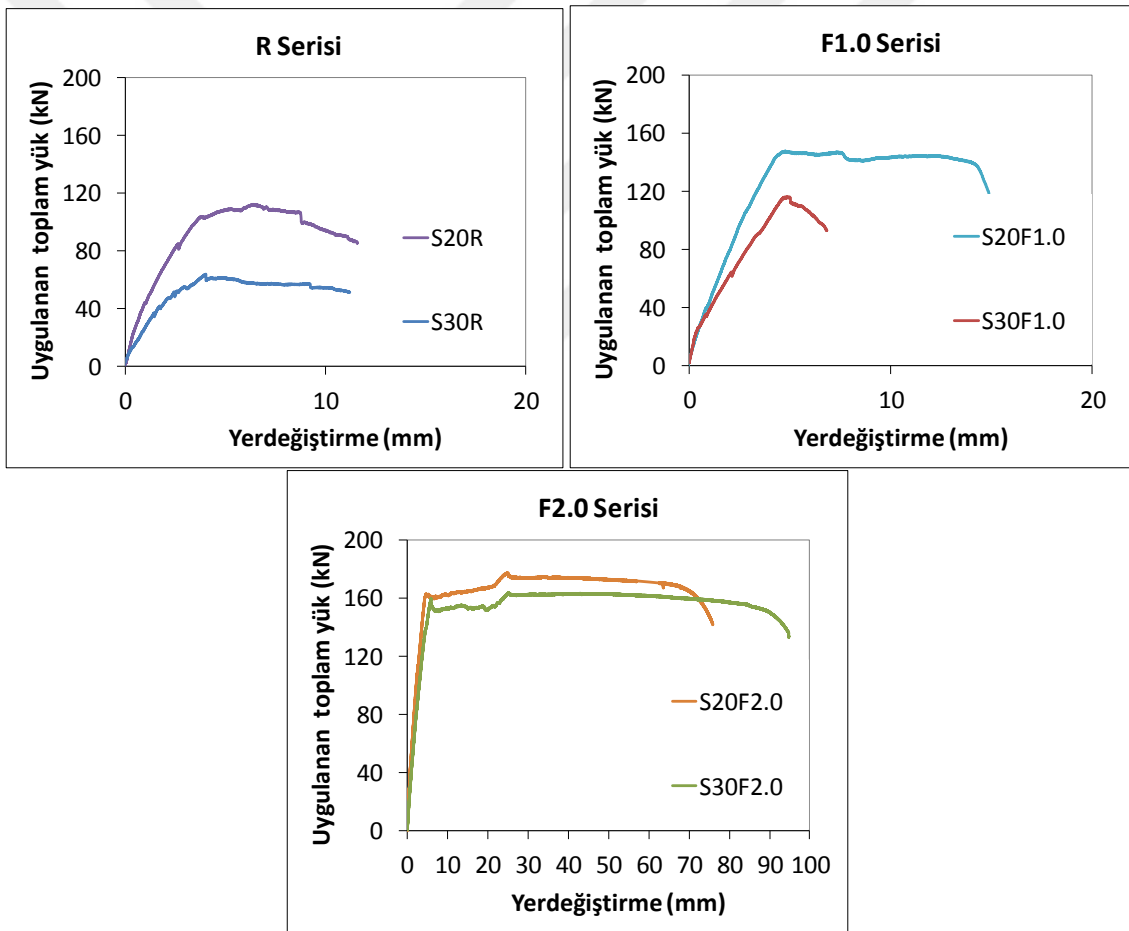 R Serisi
Uygulanan toplam yük (kN)
200
160
120
80
40
0
S20R
S30R
0 10 20
Yerdeğiştirme (mm)
F1.0 Serisi
Uygulanan toplam yük (kN)
200
160
120
80
40
0
S20F1.0
S30F1.0
0 10 20
Yerdeğiştirme (mm)
F2.0 Serisi
Uygulanan toplam yük (kN)
200
160
120
80
40
0
S20F2.0
S30F2.0
0 10 20 30 40 50 60 70 80 90 100
Yerdeğiştirme (mm)